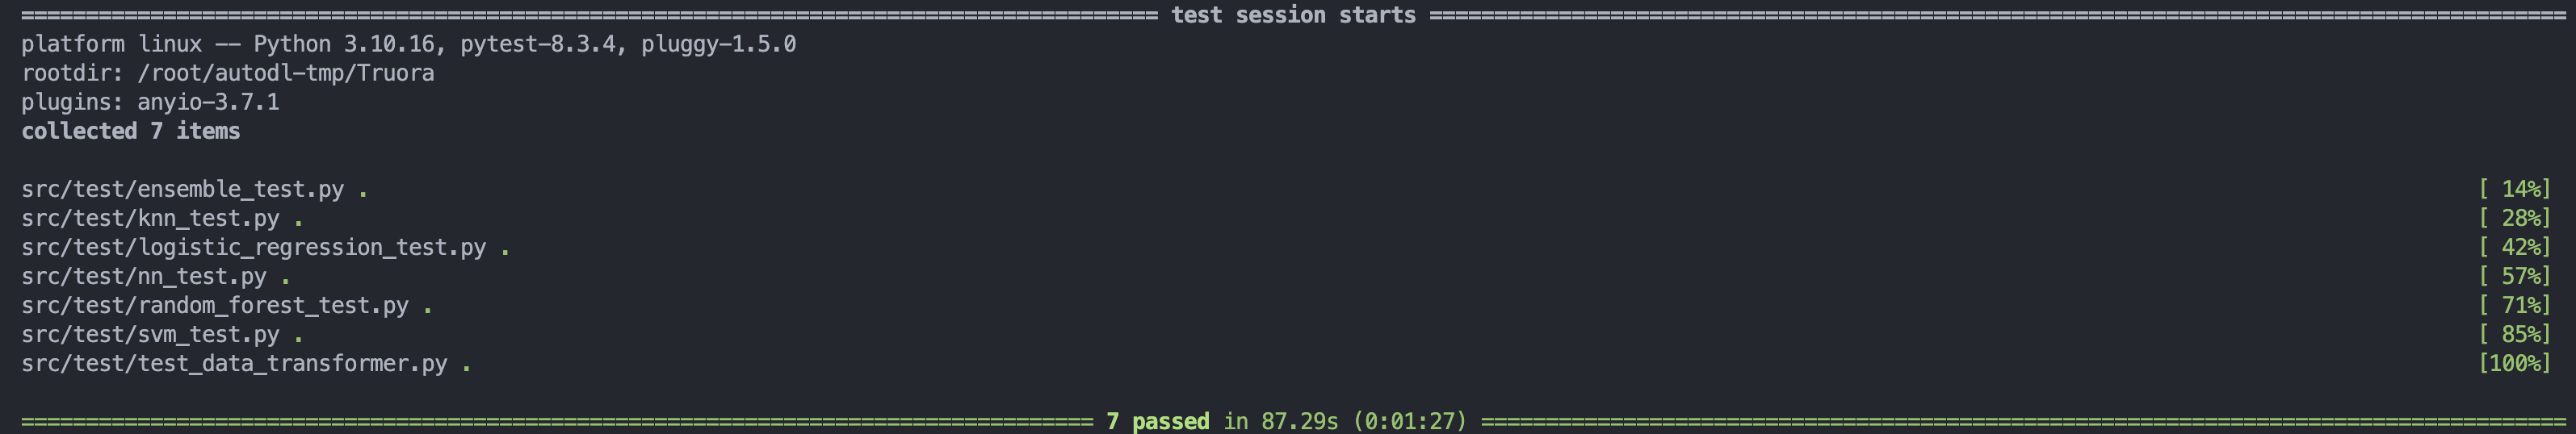 ============================ test session starts ============================
platform linux -- Python 3.10.16, pytest-8.3.4, pluggy-1.5.0
rootdir: /root/autodl-tmp/Truora
plugins: anyio-3.7.1
collected 7 items
src/test/ensemble_test.py . [ 14%]
src/test/knn_test.py . [ 28%]
src/test/logistic_regression_test.py . [ 42%]
src/test/nn_test.py . [ 57%]
src/test/random_forest_test.py . [ 71%]
src/test/svm_test.py . [ 85%]
src/test/test_data_transformer.py . [100%]
============================ 7 passed in 87.29s (0:01:27) ============================